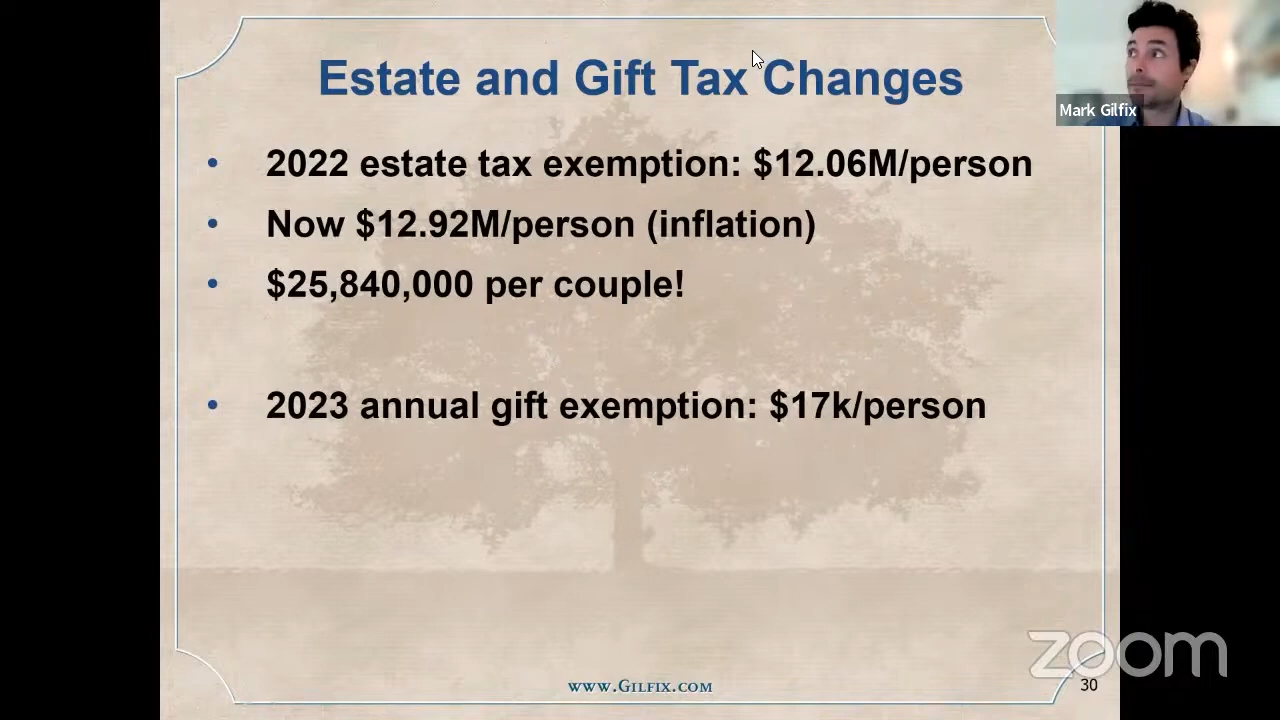 Estate and Gift Tax Changes
Mark Gilfix
• 2022 estate tax exemption: $12.06M/person
• Now $12.92M/person (inflation)
• $25,840,000 per couple!
• 2023 annual gift exemption: $17k/person
zoom
www.Gilfix.com
30